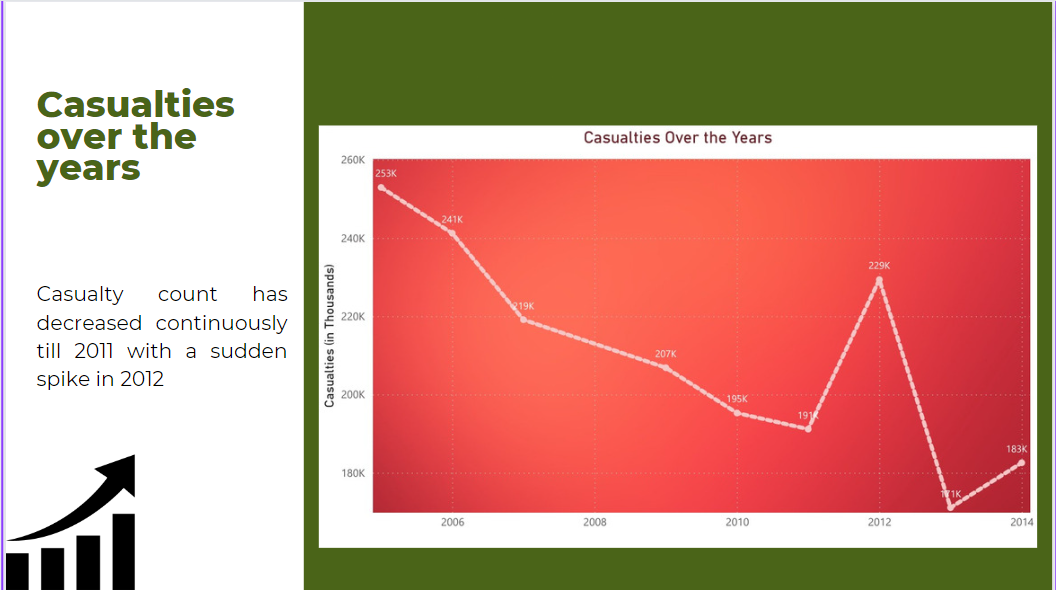 Casualties
over the
years
Casualty count has
decreased continuously
till 2011 with a sudden
spike in 2012
Casualties Over the Years
Casualties (in Thousands)
260K
240K
220K
200K
180K
253K
241K
219K
207K
195K
191K
229K
171K
183K
2006
2008
2010
2012
2014